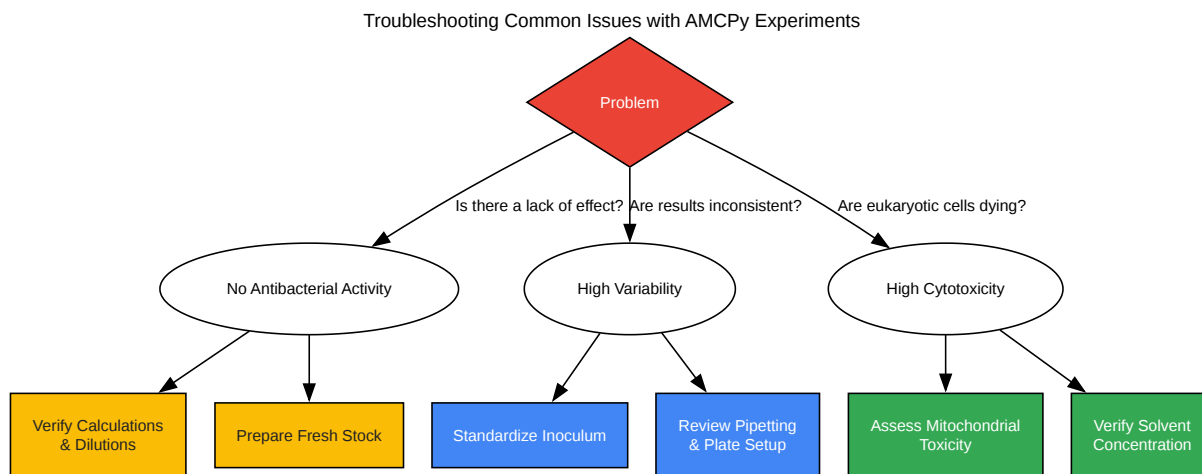 Troubleshooting Common Issues with AMCPy Experiments
Problem
Is there a lack of effect?
Are results inconsistent?
Are eukaryotic cells dying?
No Antibacterial Activity
High Variability
High Cytotoxicity
Verify Calculations
& Dilutions
Prepare Fresh Stock
Standardize Inoculum
Review Pipetting
& Plate Setup
Assess Mitochondrial
Toxicity
Verify Solvent
Concentration